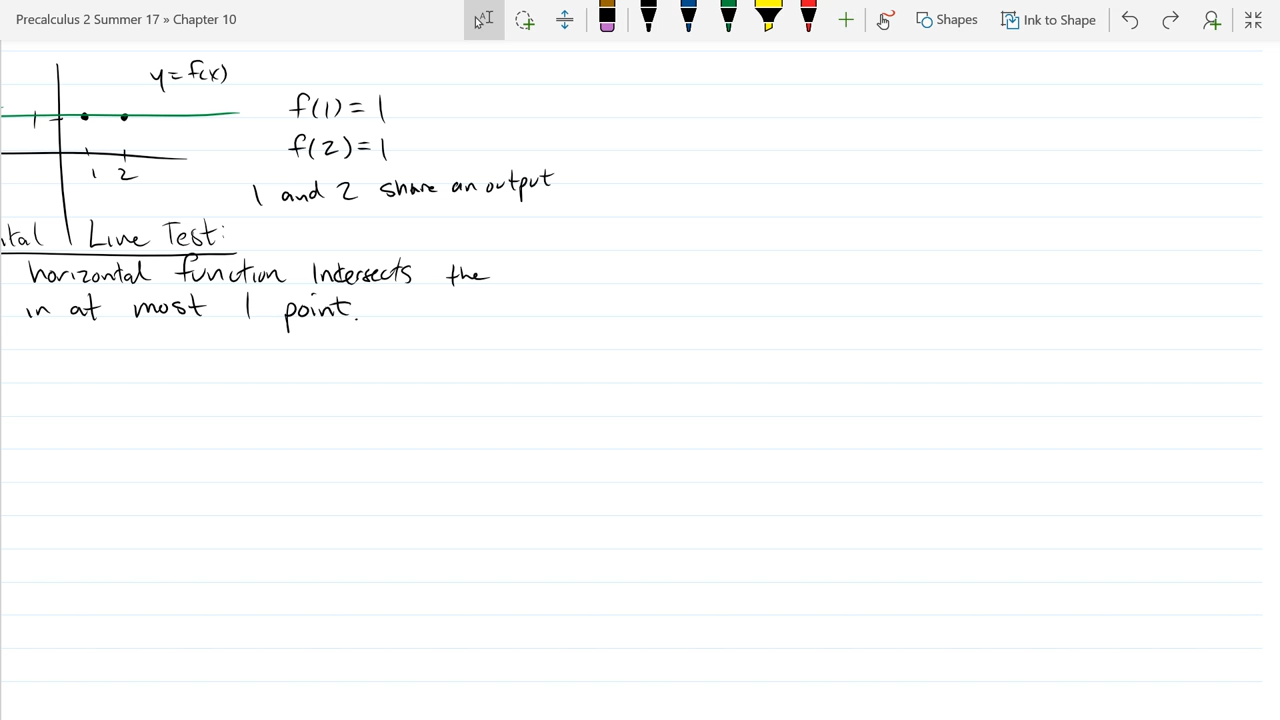 Precalculus 2 Summer 17 » Chapter 10
Shapes
Ink to Shape
y = f(x)
1
1 2
f(1) = 1
f(2) = 1
1 and 2 share an output
ital Line Test:
horizontal function intersects the
in at most 1 point.